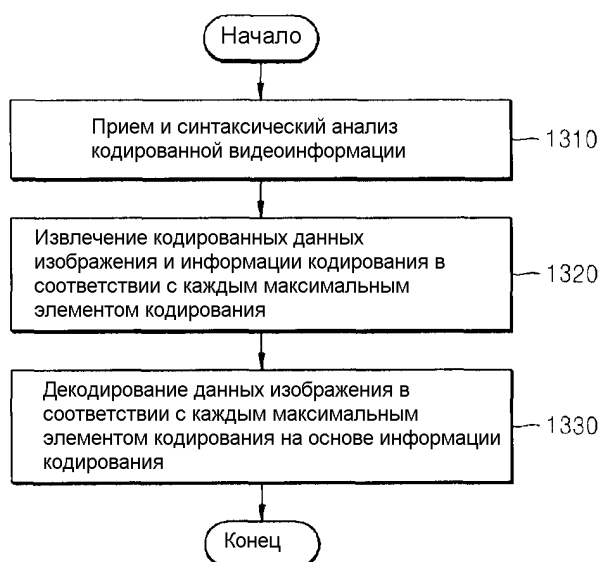 Начало
Прием и синтаксический анализ
кодированной видеоинформации
1310
Извлечение кодированных данных
изображения и информации кодирования в
соответствии с каждым максимальным
элементом кодирования
1320
Декодирование данных изображения в
соответствии с каждым максимальным
элементом кодирования на основе информации
кодирования
1330
Конец